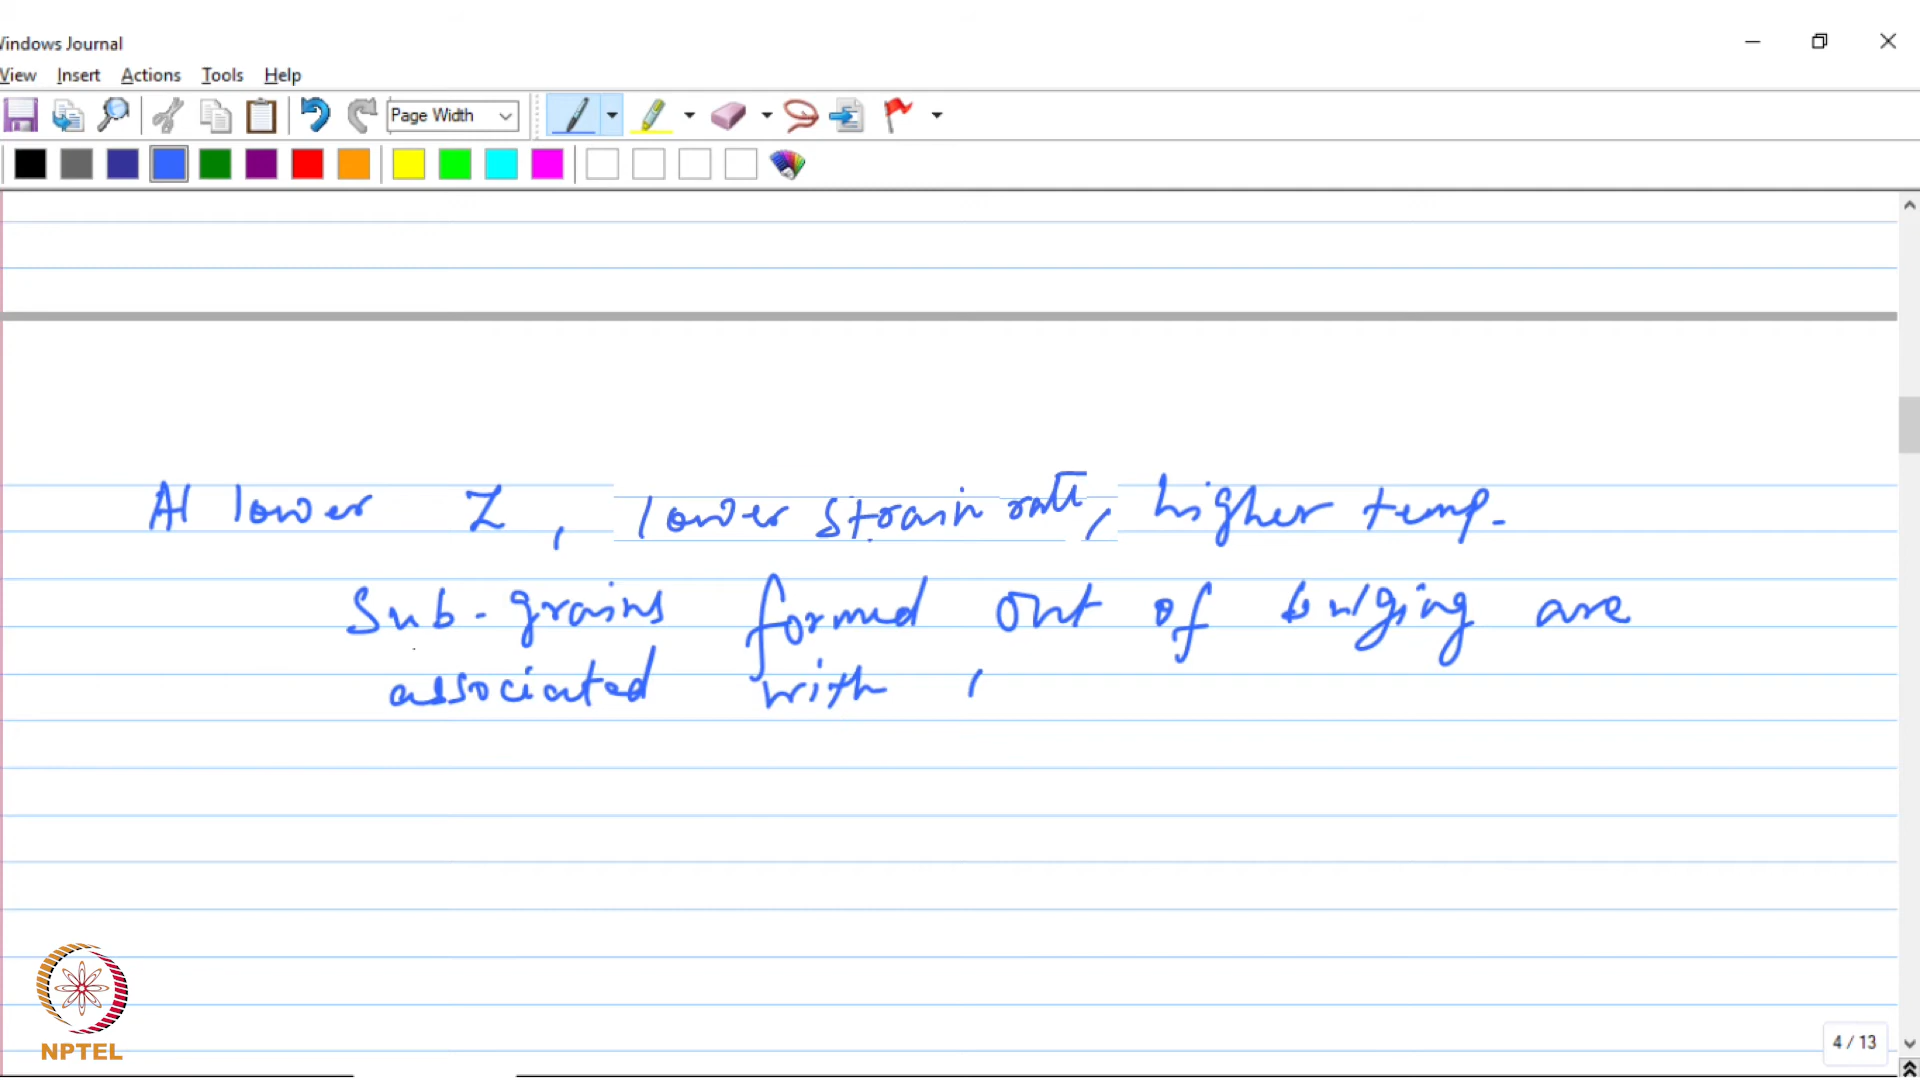 Windows Journal
View Insert Actions Tools Help
Page Width
At lower Z, lower strain rate, higher temp.
Sub-grains formed out of bulging are
associated with
NPTEL
4 / 13